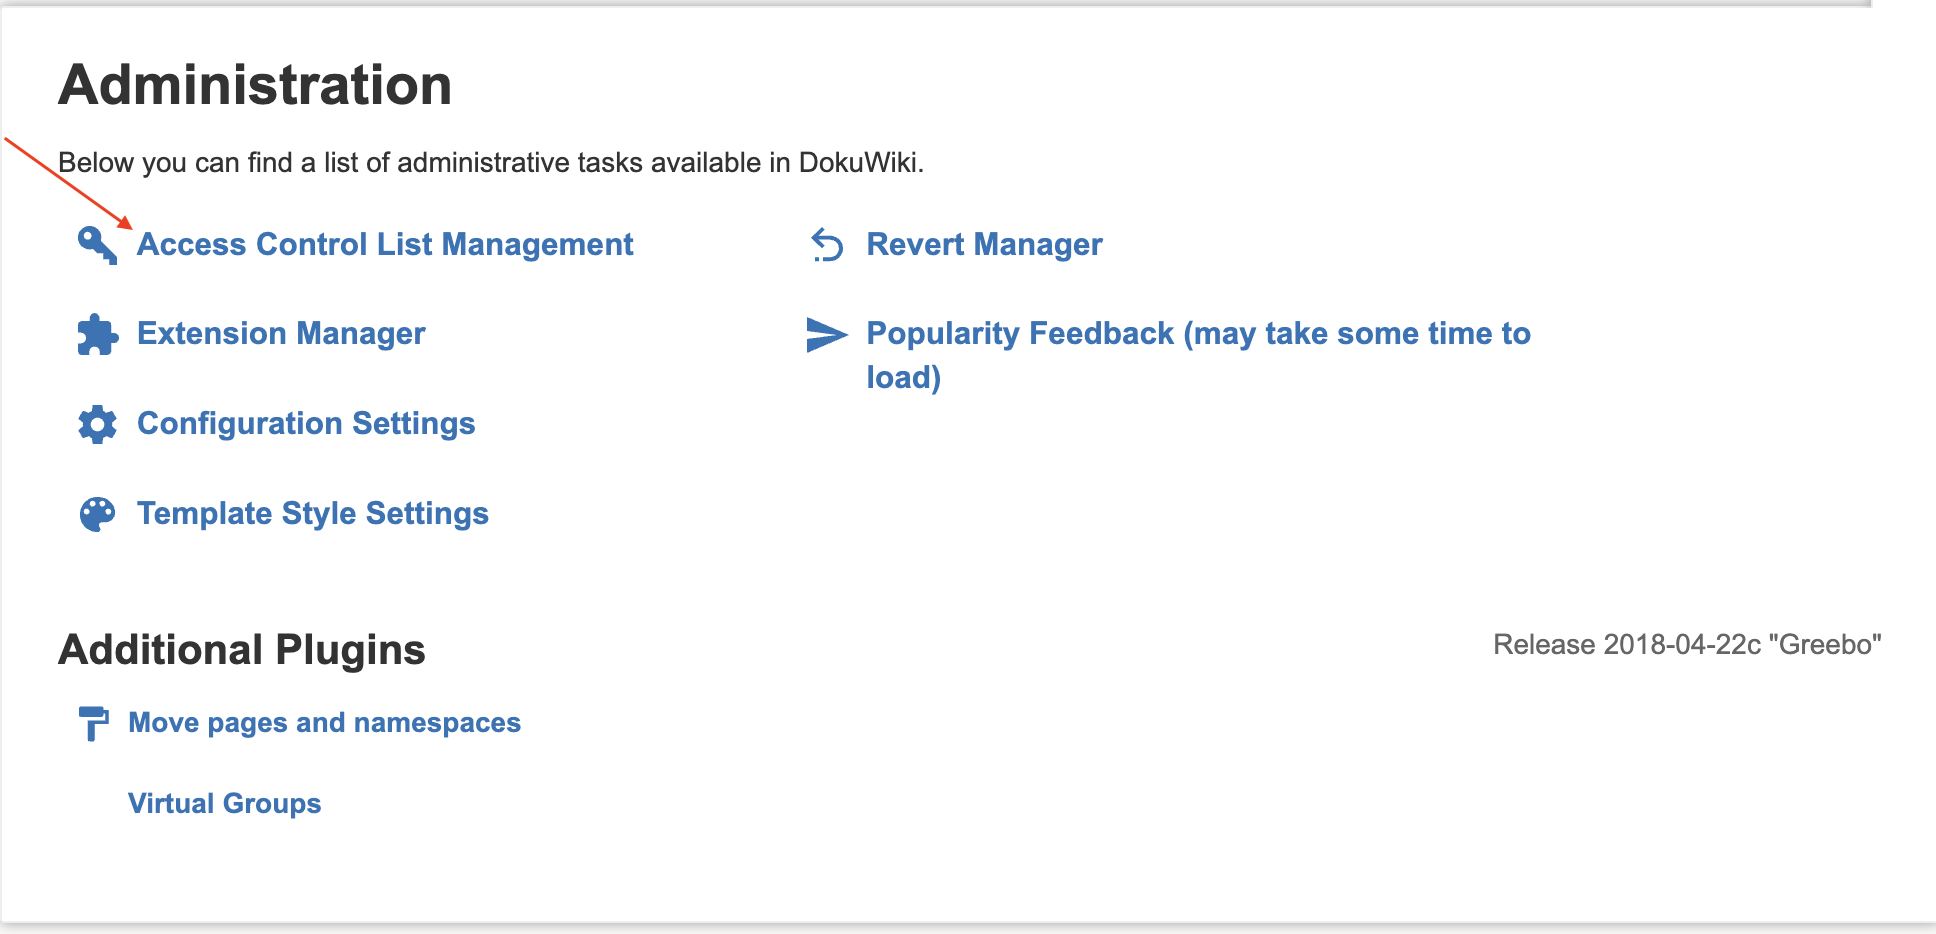 Administration
Below you can find a list of administrative tasks available in DokuWiki.
Access Control List Management
Extension Manager
Configuration Settings
Template Style Settings
Revert Manager
Popularity Feedback (may take some time to
load)
Additional Plugins
Release 2018-04-22c "Greebo"
Move pages and namespaces
Virtual Groups